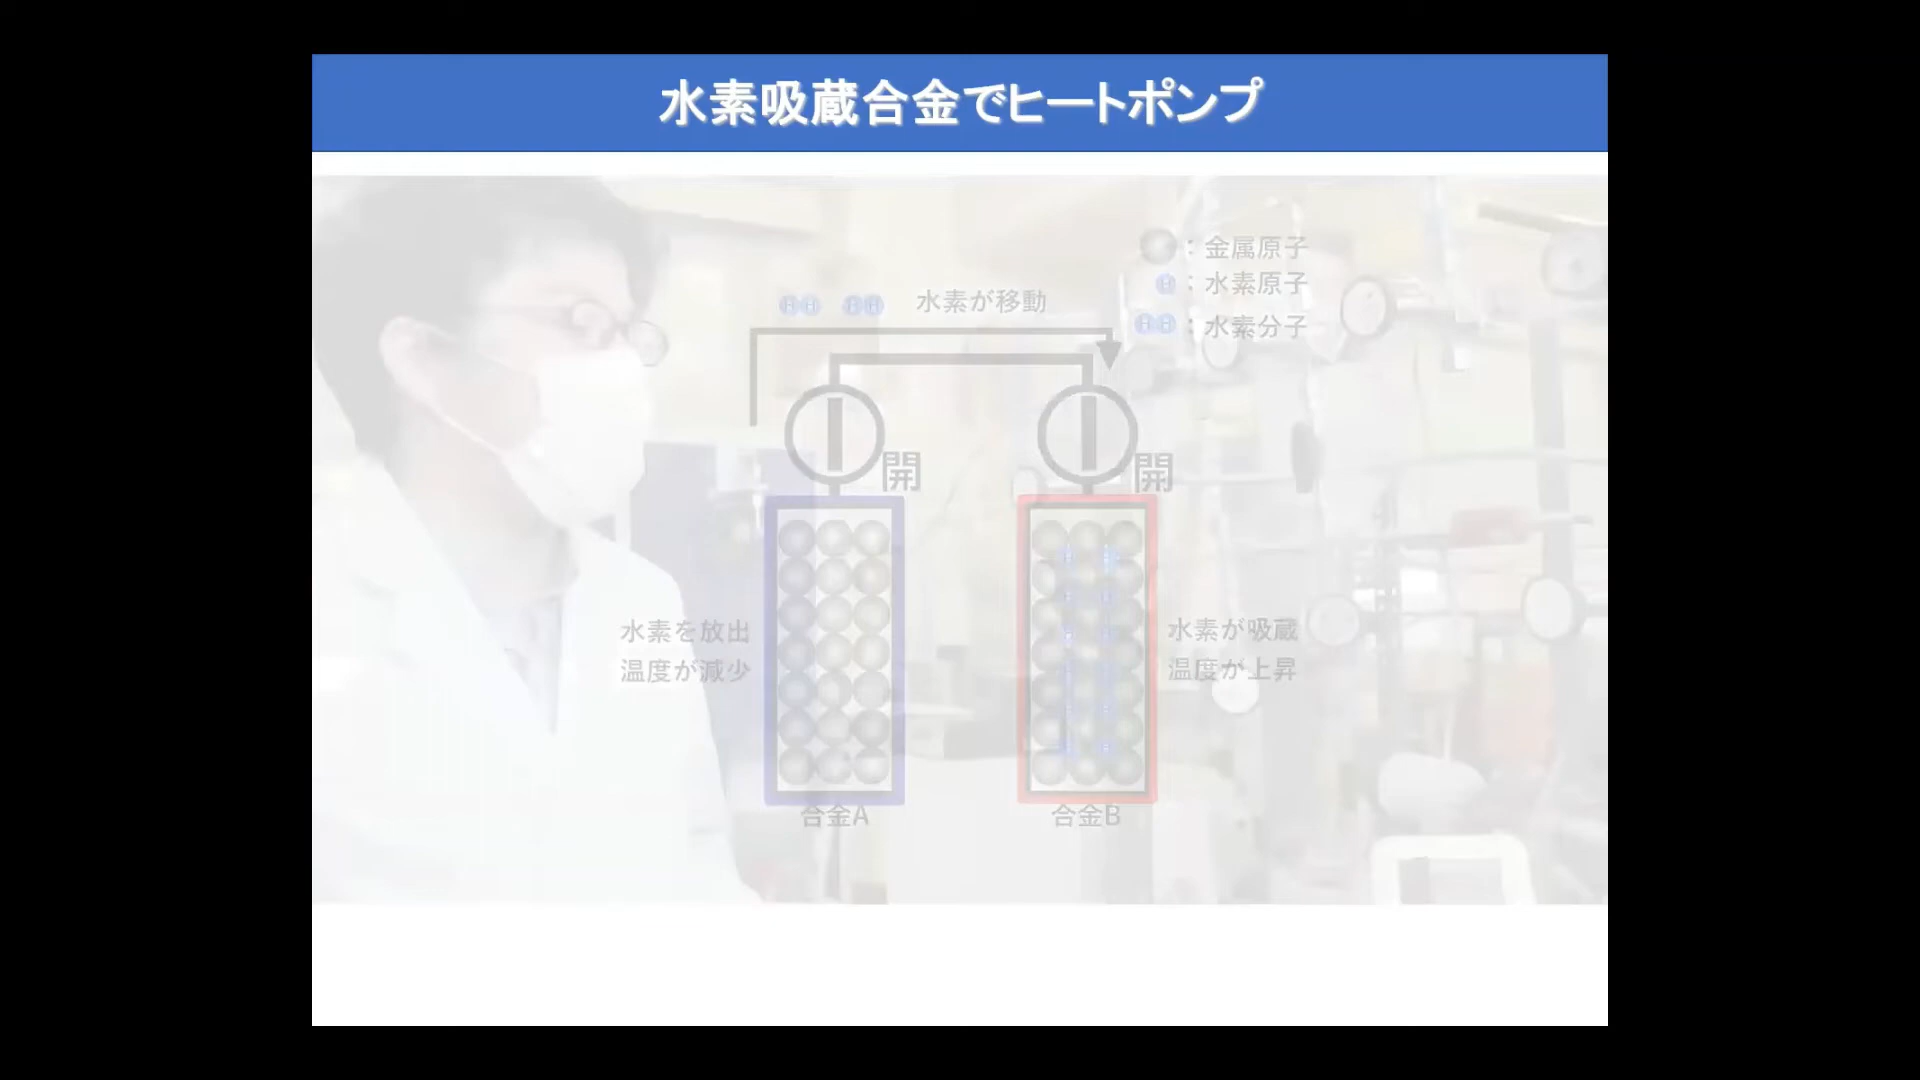 水素吸蔵合金でヒートポンプ
：金属原子
H：水素原子
HH HH 水素が移動
HH：水素分子
開 開
水素を放出
温度が減少
水素が吸蔵
温度が上昇
合金A 合金B